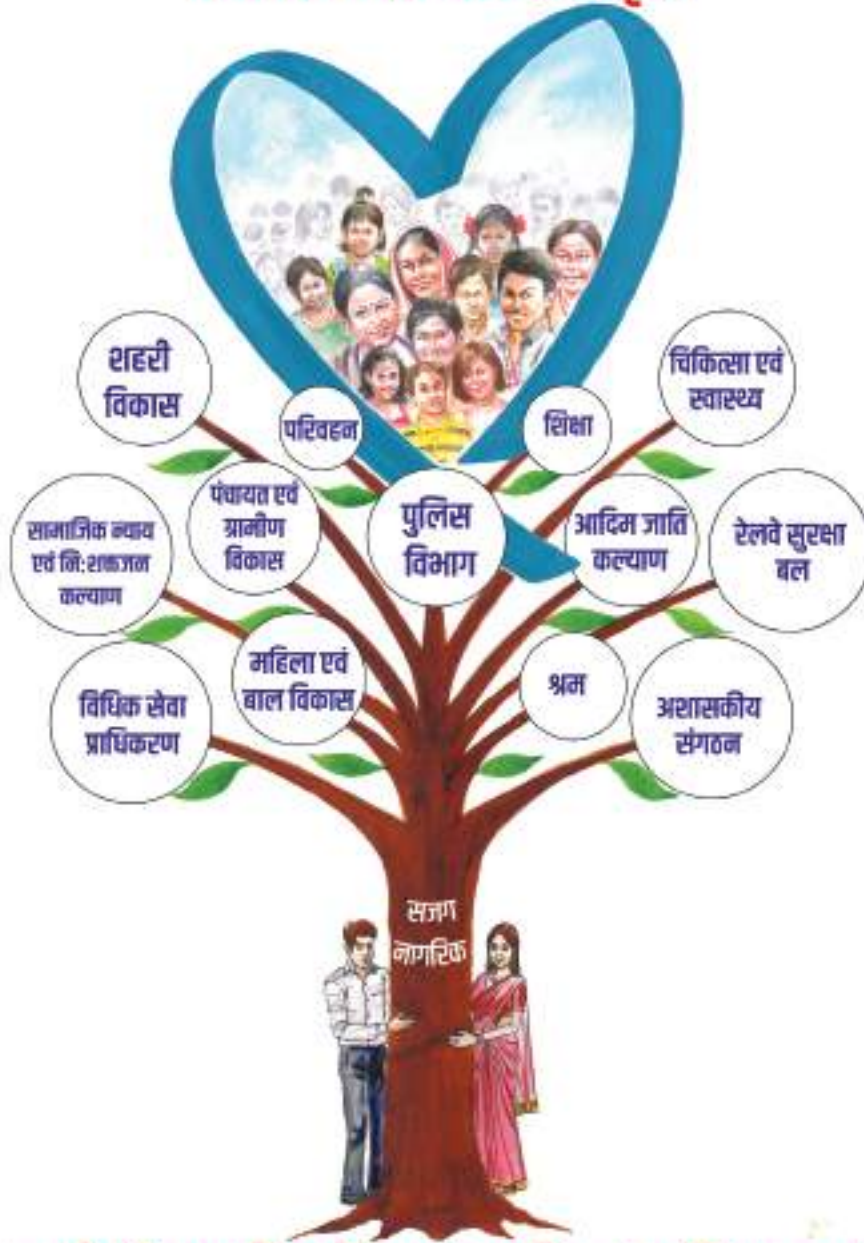 शहरी
विकास
परिवहन
शिक्षा
चिकित्सा एवं
स्वास्थ्य
सामाजिक न्याय
एवं नि:शक्तजन
कल्याण
पंचायत एवं
ग्रामीण
विकास
पुलिस
विभाग
आदिम जाति
कल्याण
रेलवे सुरक्षा
बल
विधिक सेवा
प्राधिकरण
महिला एवं
बाल विकास
श्रम
अशासकीय
संगठन
सजग
नागरिक